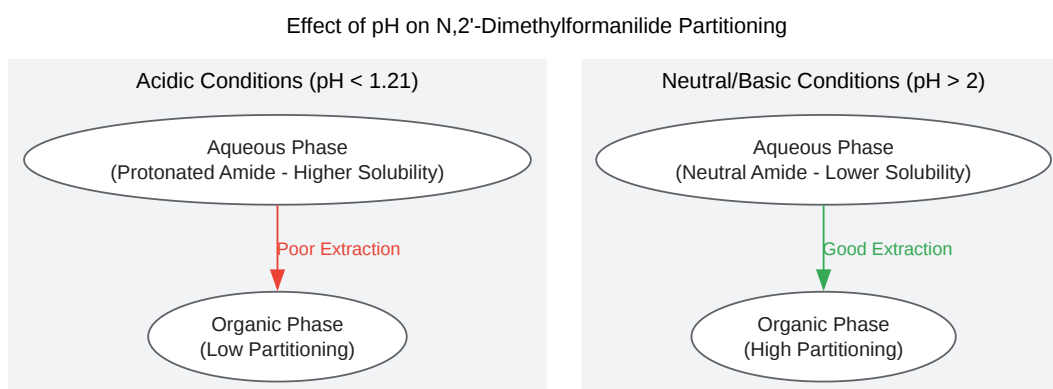 Effect of pH on N,2'-Dimethylformanilide Partitioning
Acidic Conditions (pH < 1.21)
Aqueous Phase
(Protonated Amide - Higher Solubility)
Poor Extraction
Organic Phase
(Low Partitioning)
Neutral/Basic Conditions (pH > 2)
Aqueous Phase
(Neutral Amide - Lower Solubility)
Good Extraction
Organic Phase
(High Partitioning)